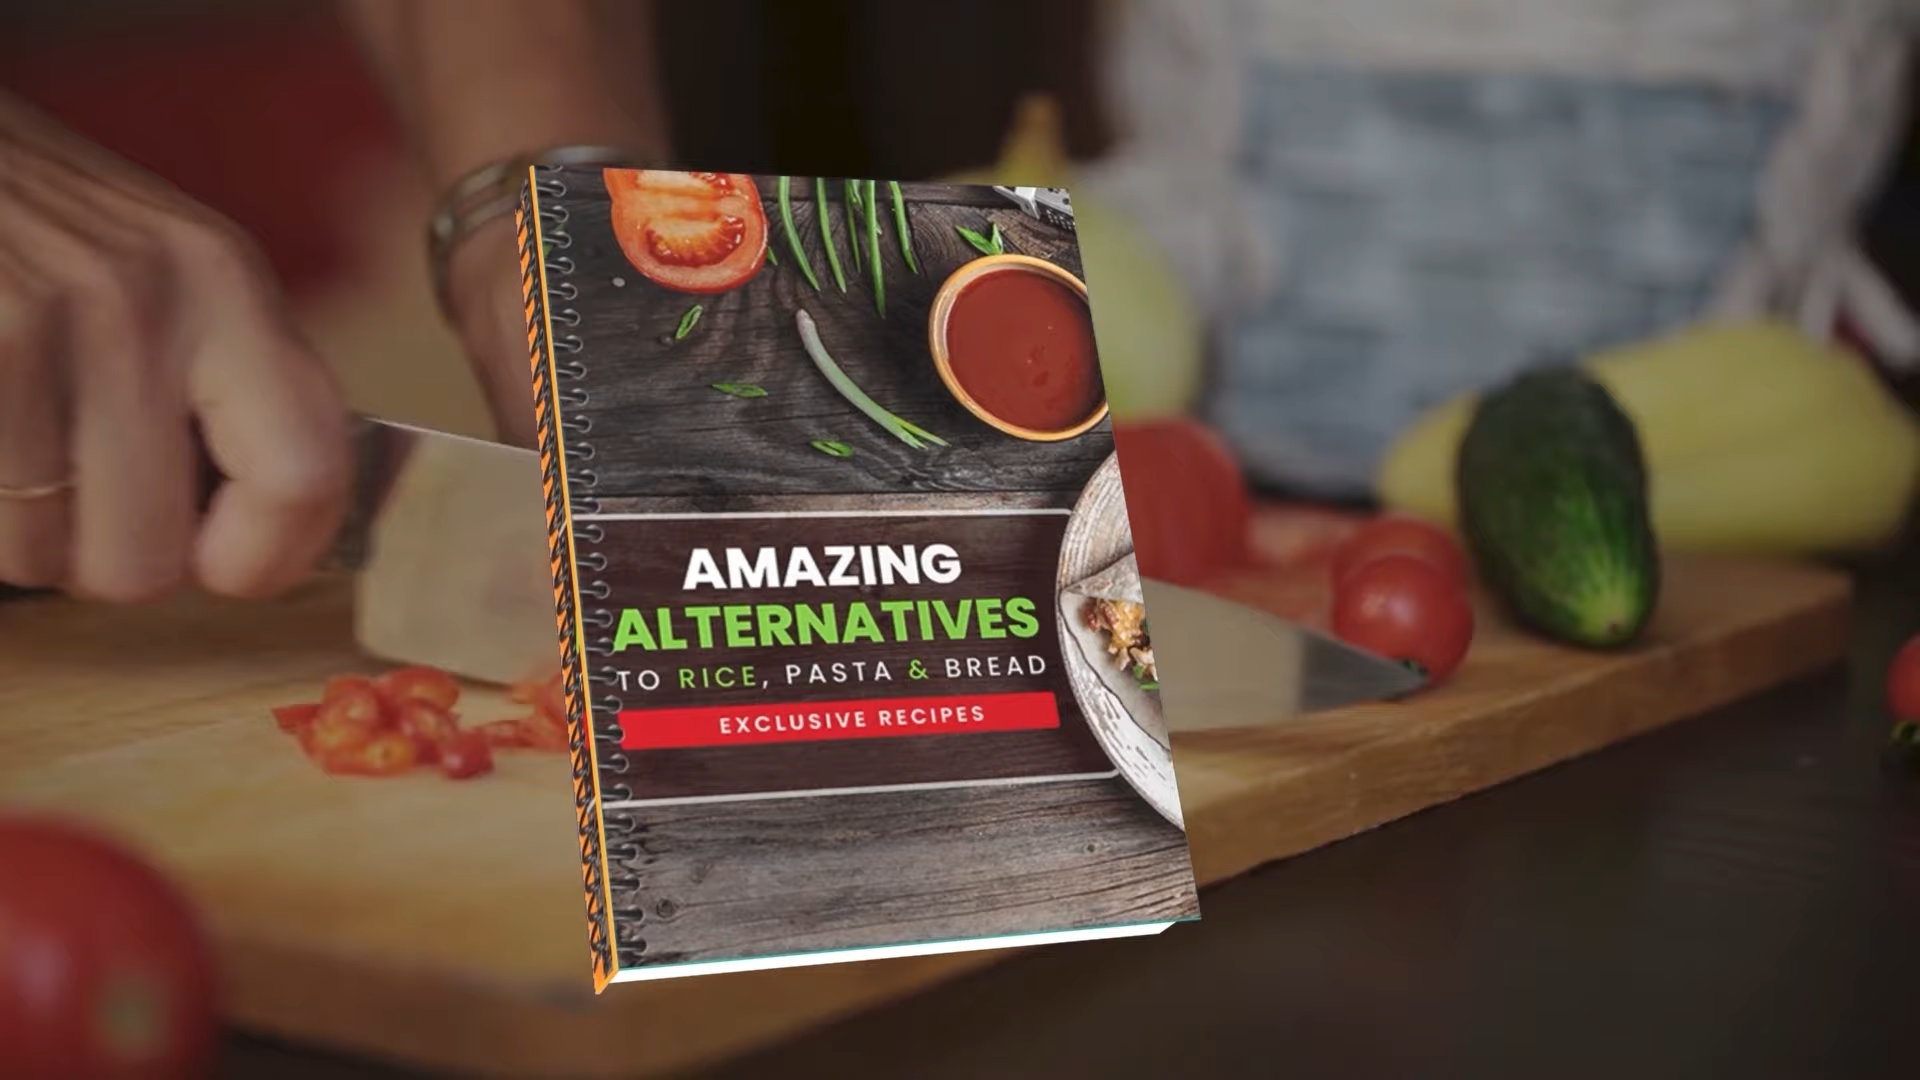 AMAZING
ALTERNATIVES
TO RICE, PASTA & BREAD
EXCLUSIVE RECIPES